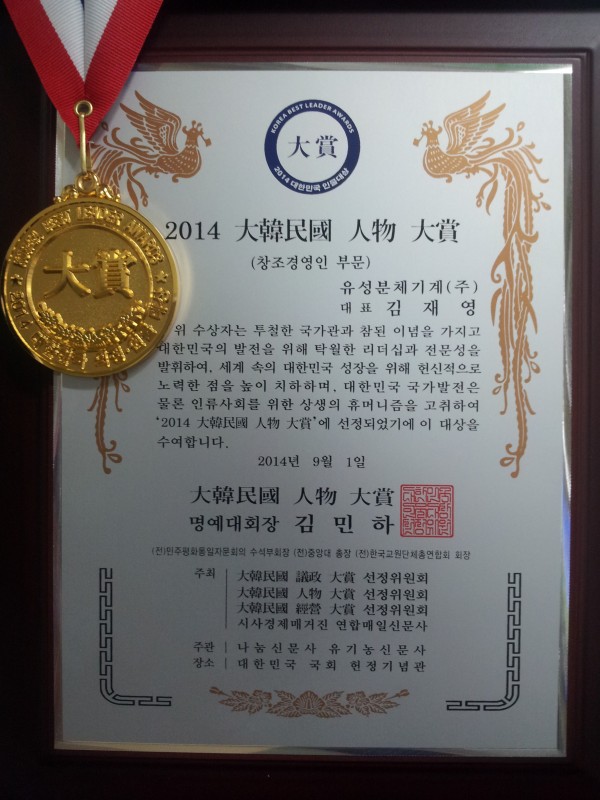 KOREA BEST LEADER AWARDS
大賞
2014 대한민국 인물대상
大賞
2014 大韓民國 人物 大賞
(창조경영인 부문)
유성분체기계(주)
대표 김재영
위 수상자는 투철한 국가관과 참된 이념을 가지고
대한민국의 발전을 위해 탁월한 리더십과 전문성을
발휘하여, 세계 속의 대한민국 성장을 위해 헌신적으로
노력한 점을 높이 치하하며, 대한민국 국가발전은
물론 인류사회를 위한 상생의 휴머니즘을 고취하여
‘2014 大韓民國 人物 大賞’에 선정되었기에 이 대상을
수여합니다.
2014년 9월 1일
大韓民國 人物 大賞
명예대회장 김민하
(전)민주평화통일자문회의 수석부회장 (전)중앙대 총장 (전)한국교원단체총연합회 회장
주최 大韓民國 議政 大賞 선정위원회
大韓民國 人物 大賞 선정위원회
大韓民國 經營 大賞 선정위원회
시사경제매거진 연합매일신문사
주관 나눔신문사 유기농신문사
장소 대한민국 국회 헌정기념관